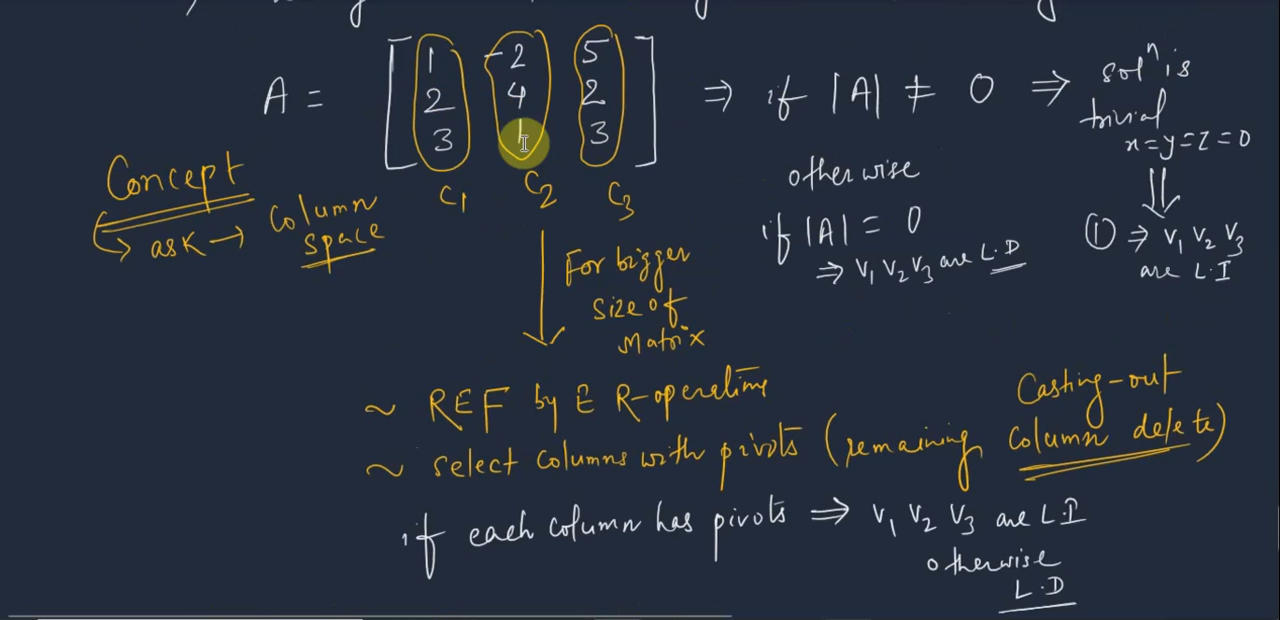 A = [ 1 -2 5
2 4 2
3 1 3 ] ⇒ if |A| ≠ 0 ⇒ solⁿ is
trivial
x=y=z=0
C1 C2 C3
Concept
↳ ask → Column
space
otherwise
if |A| = 0
⇒ V1 V2 V3 are L.D
① ⇒ V1 V2 V3
are L.I
For bigger
size of
Matrix
~ REF by E R-operations
Casting-out
~ select columns with pivots (remaining column delete)
if each column has pivots ⇒ V1 V2 V3 are L.I
otherwise
L.D